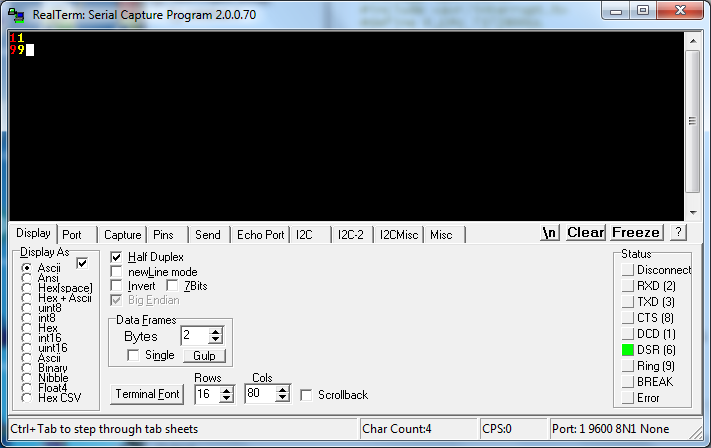 RealTerm: Serial Capture Program 2.0.0.70
11
99
Display Port Capture Pins Send Echo Port I2C I2C-2 I2CMisc Misc \n Clear Freeze ?
Display As
Ascii
Ansi
Hex[space]
Hex + Ascii
uint8
int8
Hex
int16
uint16
Ascii
Binary
Nibble
Float4
Hex CSV
Half Duplex
newLine mode
Invert 7Bits
Big Endian
Data Frames
Bytes 2
Single Gulp
Terminal Font
Rows
16
Cols
80
Scrollback
Status
Disconnect
RXD (2)
TXD (3)
CTS (8)
DCD (1)
DSR (6)
Ring (9)
BREAK
Error
Ctrl+Tab to step through tab sheets Char Count:4 CPS:0 Port: 1 9600 8N1 None